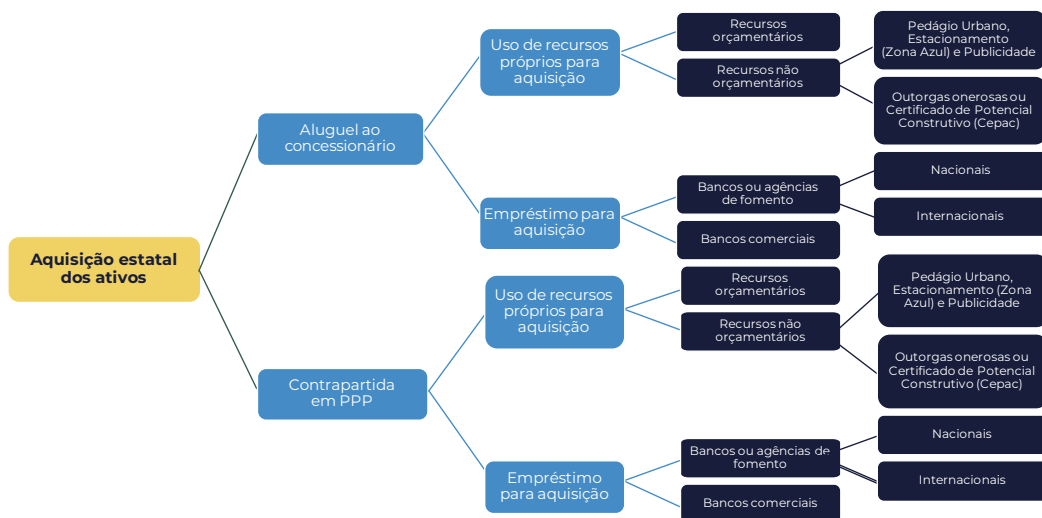 Aquisição estatal
dos ativos
Aluguel ao
concessionário
Uso de recursos
próprios para
aquisição
Recursos
orçamentários
Recursos não
orçamentários
Pedágio Urbano,
Estacionamento
(Zona Azul) e Publicidade
Outorgas onerosas ou
Certificado de Potencial
Construtivo (Cepac)
Empréstimo para
aquisição
Bancos ou agências
de fomento
Nacionais
Internacionais
Bancos comerciais
Contrapartida
em PPP
Uso de recursos
próprios para
aquisição
Recursos
orçamentários
Recursos não
orçamentários
Pedágio Urbano,
Estacionamento (Zona
Azul) e Publicidade
Outorgas onerosas ou
Certificado de Potencial
Construtivo (Cepac)
Empréstimo
para aquisição
Bancos ou agências de
fomento
Nacionais
Internacionais
Bancos comerciais